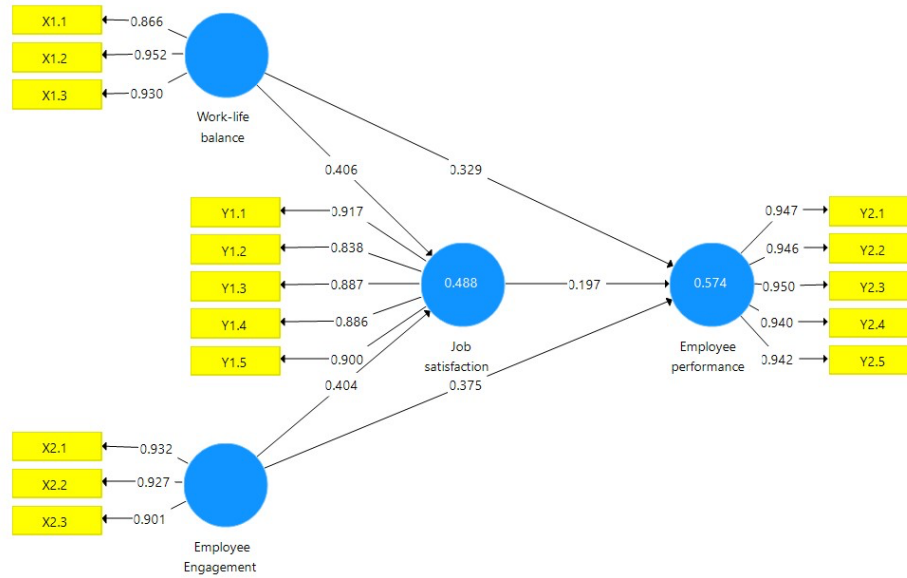 X1.1
0.866
X1.2
0.952
X1.3
0.930
Work-life
balance
0.406
0.329
Y1.1
0.917
Y1.2
0.838
Y1.3
0.887
Y1.4
0.886
Y1.5
0.900
0.488
Job
satisfaction
0.197
0.574
Employee
performance
0.947
Y2.1
0.946
Y2.2
0.950
Y2.3
0.940
Y2.4
0.942
Y2.5
0.404
0.375
X2.1
0.932
X2.2
0.927
X2.3
0.901
Employee
Engagement